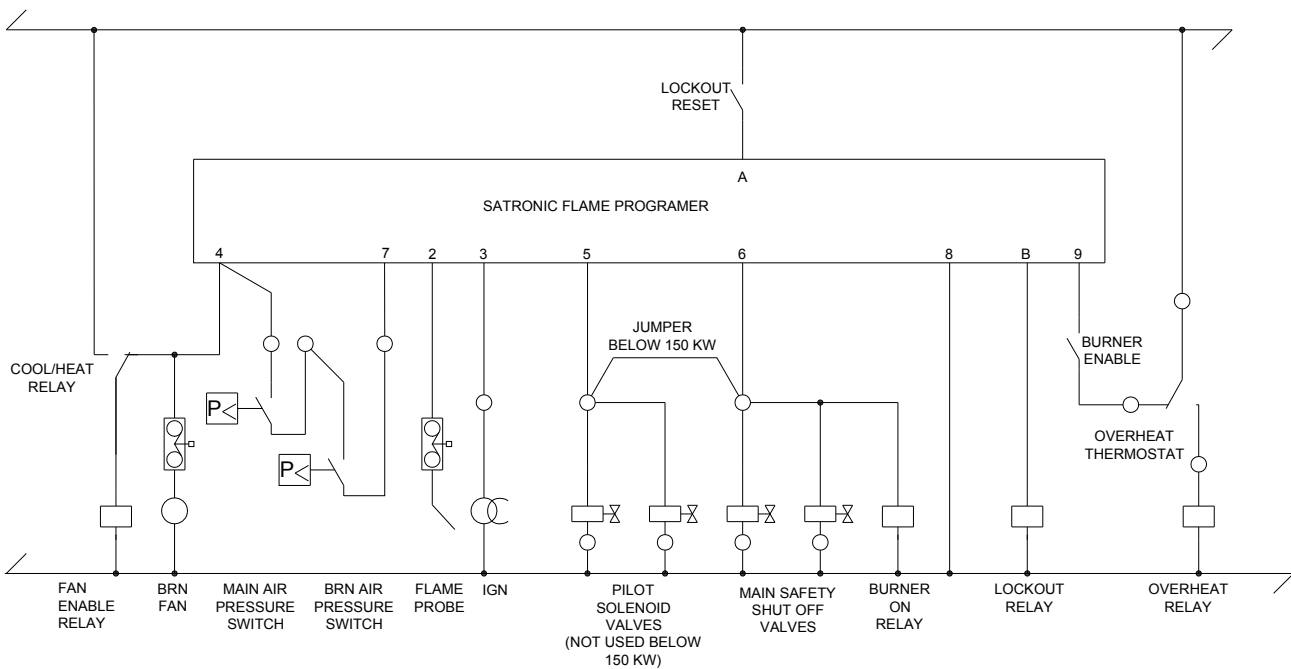 LOCKOUT
RESET
A
SATRONIC FLAME PROGRAMER
4
7
2
3
5
6
8
B
9
JUMPER
BELOW 150 KW
BURNER
ENABLE
COOL/HEAT
RELAY
P<
P<
OVERHEAT
THERMOSTAT
FAN
ENABLE
RELAY
BRN
FAN
MAIN AIR
PRESSURE
SWITCH
BRN AIR
PRESSURE
SWITCH
FLAME
PROBE
IGN
PILOT
SOLENOID
VALVES
(NOT USED BELOW
150 KW)
MAIN SAFETY
SHUT OFF
VALVES
BURNER
ON
RELAY
LOCKOUT
RELAY
OVERHEAT
RELAY